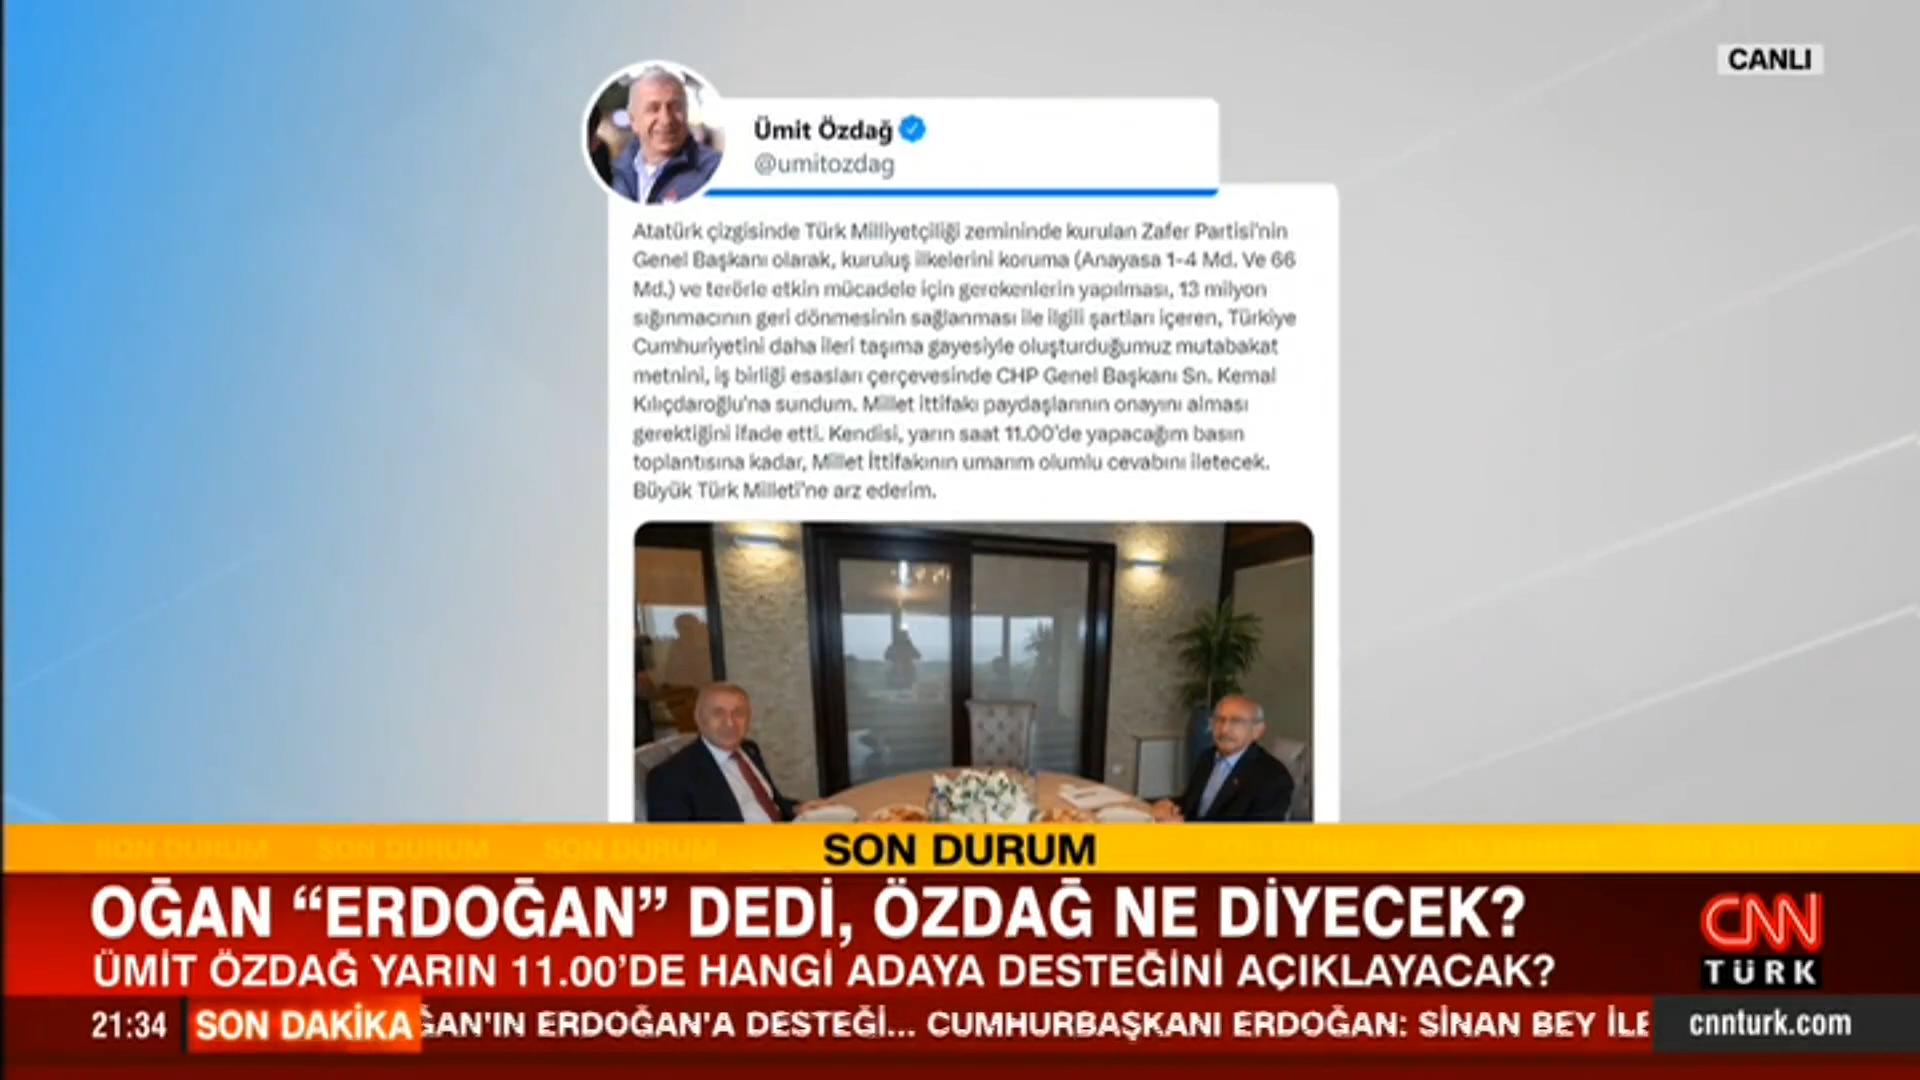 CANLI
Ümit Özdağ
@umitozdag
Atatürk çizgisinde Türk Milliyetçiliği zemininde kurulan Zafer Partisi'nin
Genel Başkanı olarak, kuruluş ilkelerini koruma (Anayasa 1-4 Md. Ve 66
Md.) ve terörle etkin mücadele için gerekenlerin yapılması, 13 milyon
sığınmacının geri dönmesinin sağlanması ile ilgili şartları içeren, Türkiye
Cumhuriyetini daha ileri taşıma gayesiyle oluşturduğumuz mutabakat
metnini, iş birliği esasları çerçevesinde CHP Genel Başkanı Sn. Kemal
Kılıçdaroğlu'na sundum. Millet İttifakı paydaşlarının onayını alması
gerektiğini ifade etti. Kendisi, yarın saat 11.00'de yapacağım basın
toplantısına kadar, Millet İttifakının umarım olumlu cevabını iletecek.
Büyük Türk Milleti'ne arz ederim.
SON DURUM SON DURUM SON DURUM SON DURUM
OĞAN “ERDOĞAN” DEDİ, ÖZDAĞ NE DİYECEK?
ÜMİT ÖZDAĞ YARIN 11.00'DE HANGİ ADAYA DESTEĞİNİ AÇIKLAYACAK?
CNN
TÜRK
21:34 SON DAKİKA ĞAN'IN ERDOĞAN'A DESTEĞİ... CUMHURBAŞKANI ERDOĞAN: SİNAN BEY İLE cnnturk.com